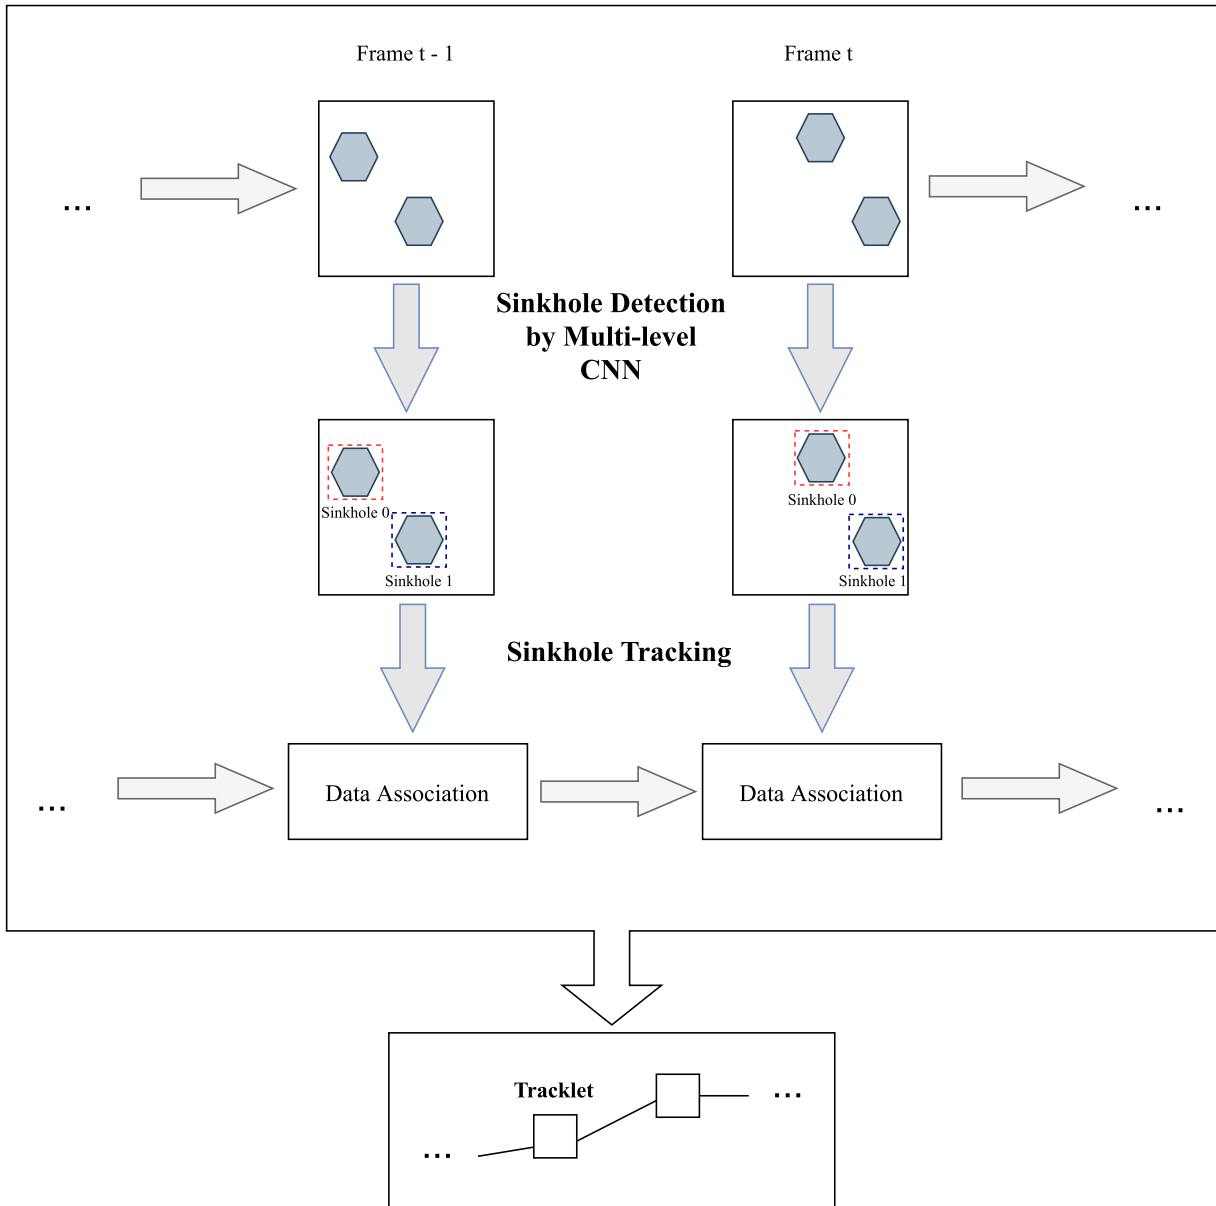 Frame t - 1
Frame t
...
...
Sinkhole Detection
by Multi-level
CNN
Sinkhole 0
Sinkhole 1
Sinkhole 0
Sinkhole 1
Sinkhole Tracking
...
Data Association
Data Association
...
Tracklet
...
...